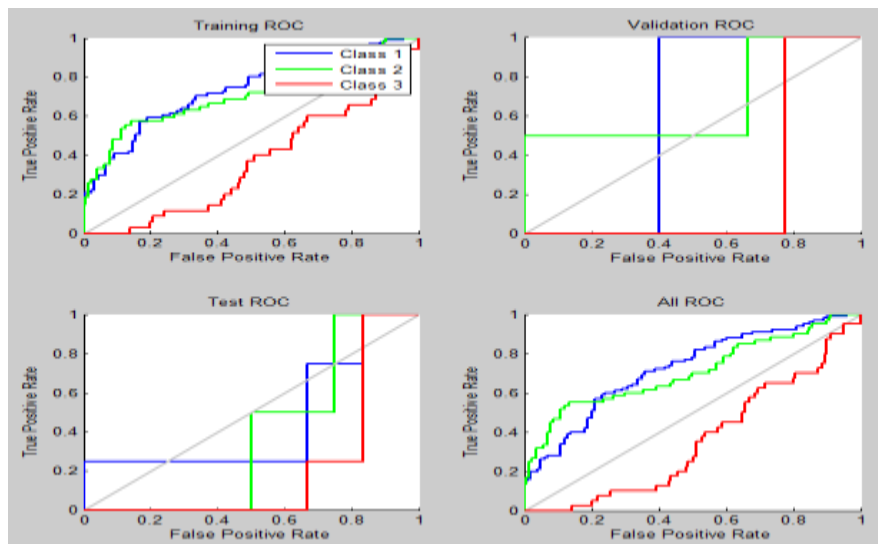 Training ROC
1
0.8
0.6
0.4
0.2
0
True Positive Rate
Class 1
Class 2
Class 3
0 0.2 0.4 0.6 0.8 1
False Positive Rate
Validation ROC
1
0.8
0.6
0.4
0.2
0
True Positive Rate
0 0.2 0.4 0.6 0.8 1
False Positive Rate
Test ROC
1
0.8
0.6
0.4
0.2
0
True Positive Rate
0 0.2 0.4 0.6 0.8 1
False Positive Rate
All ROC
1
0.8
0.6
0.4
0.2
0
True Positive Rate
0 0.2 0.4 0.6 0.8 1
False Positive Rate